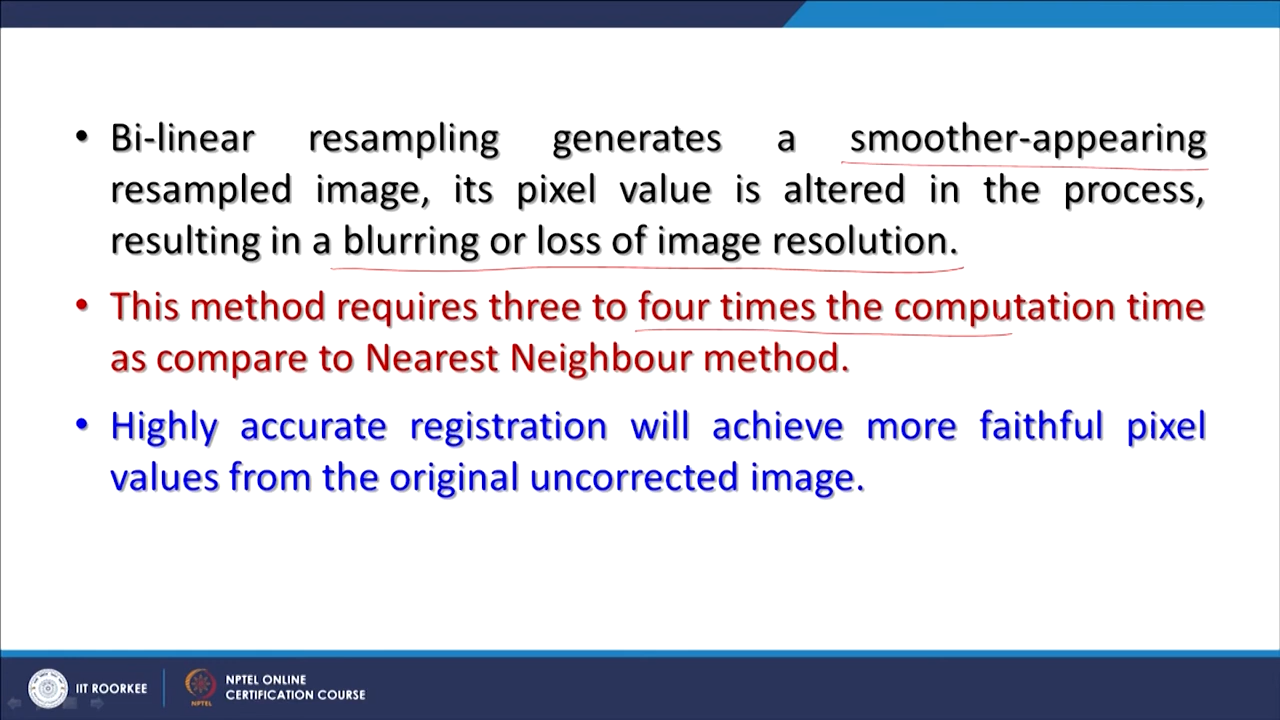 • Bi-linear resampling generates a smoother-appearing
resampled image, its pixel value is altered in the process,
resulting in a blurring or loss of image resolution.
• This method requires three to four times the computation time
as compare to Nearest Neighbour method.
• Highly accurate registration will achieve more faithful pixel
values from the original uncorrected image.
IIT ROORKEE
NPTEL
NPTEL ONLINE
CERTIFICATION COURSE